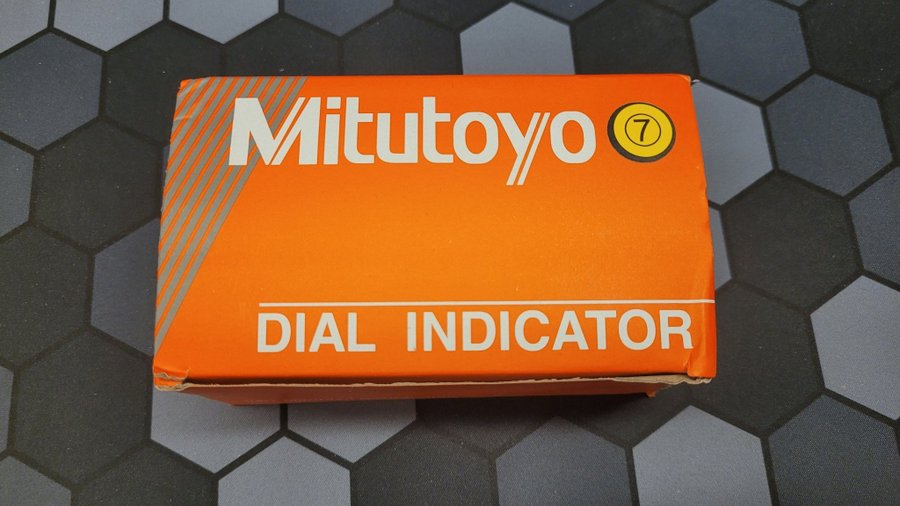 Mitutoyo ⑦
DIAL INDICATOR